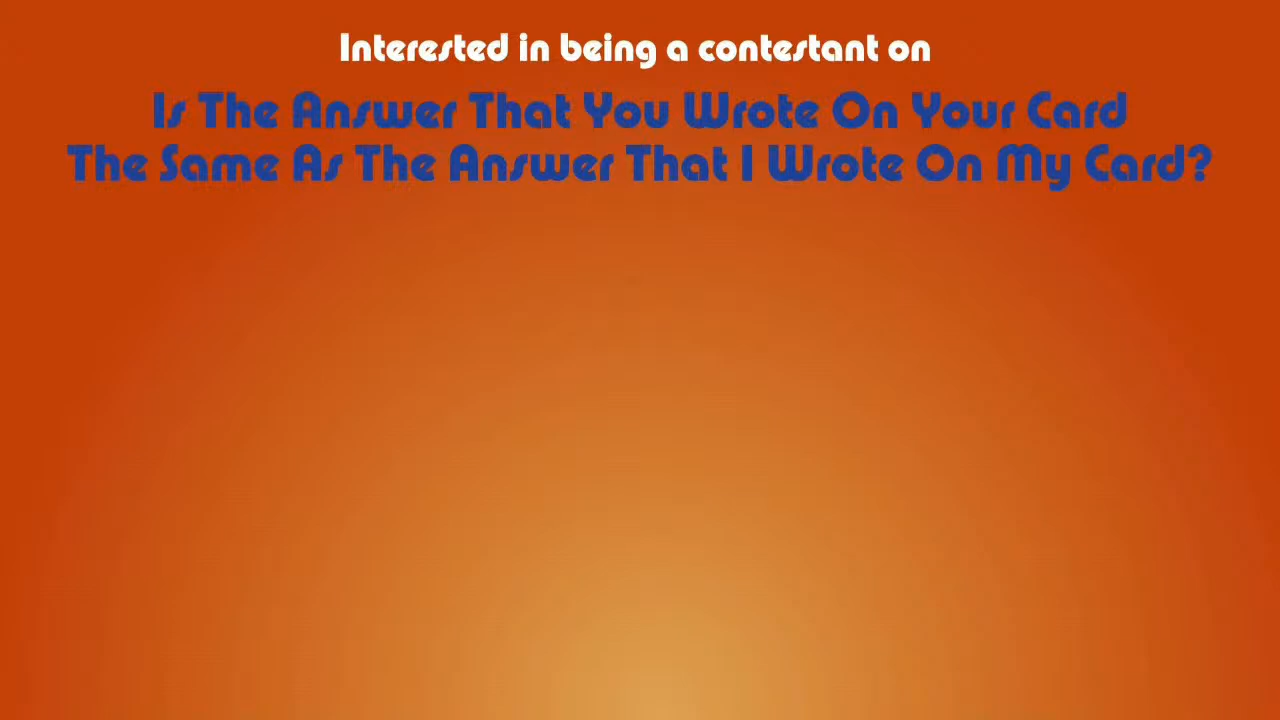 Interested in being a contestant on
Is The Answer That You Wrote On Your Card
The Same As The Answer That I Wrote On My Card?